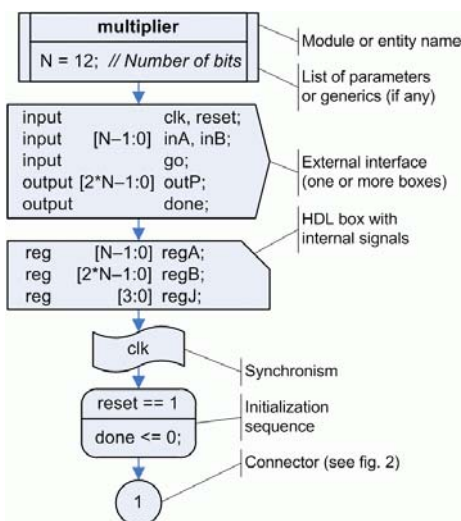 multiplier
N = 12; // Number of bits
Module or entity name
List of parameters
or generics (if any)
input clk, reset;
input [N–1:0] inA, inB;
input go;
output [2*N–1:0] outP;
output done;
External interface
(one or more boxes)
HDL box with
internal signals
reg [N–1:0] regA;
reg [2*N–1:0] regB;
reg [3:0] regJ;
clk
Synchronism
reset == 1
done <= 0;
Initialization
sequence
1
Connector (see fig. 2)